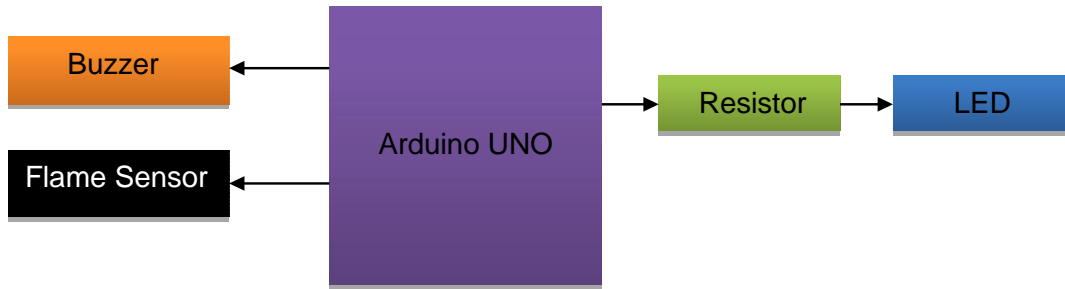 Buzzer
Flame Sensor
Arduino UNO
Resistor
LED